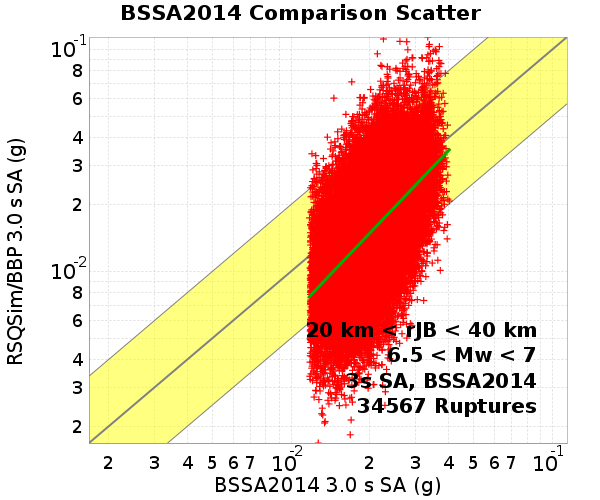 BSSA2014 Comparison Scatter
RSQSim/BBP 3.0 s SA (g)
10-1
8
6
4
3
2
10-2
8
6
4
3
2
20 km < rJB < 40 km
6.5 < Mw < 7
3s SA, BSSA2014
34567 Ruptures
2 3 4 5 6 7 10-2 2 3 4 5 6 7 10-1
BSSA2014 3.0 s SA (g)